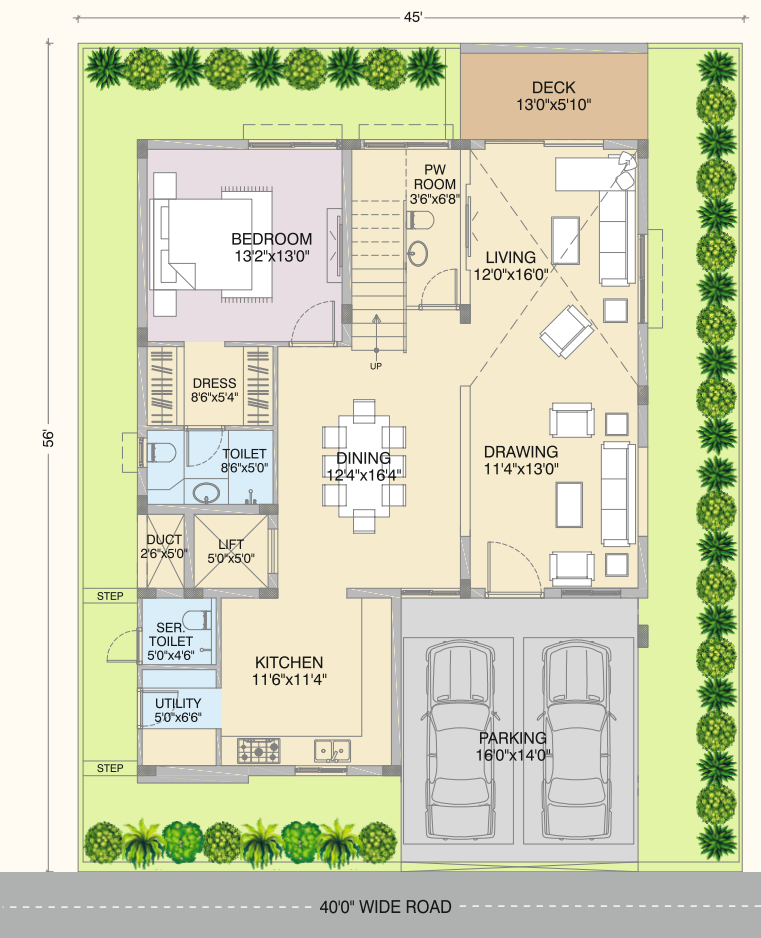 45'
DECK
13'0"x5'10"
PW
ROOM
3'6"x6'8"
BEDROOM
13'2"x13'0"
LIVING
12'0"x16'0"
UP
DRESS
8'6"x5'4"
56'
TOILET
8'6"x5'0"
DINING
12'4"x16'4"
DRAWING
11'4"x13'0"
DUCT
2'6"x5'0"
LIFT
5'0"x5'0"
STEP
SER.
TOILET
5'0"x4'6"
KITCHEN
11'6"x11'4"
UTILITY
5'0"x6'6"
PARKING
16'0"x14'0"
STEP
40'0" WIDE ROAD